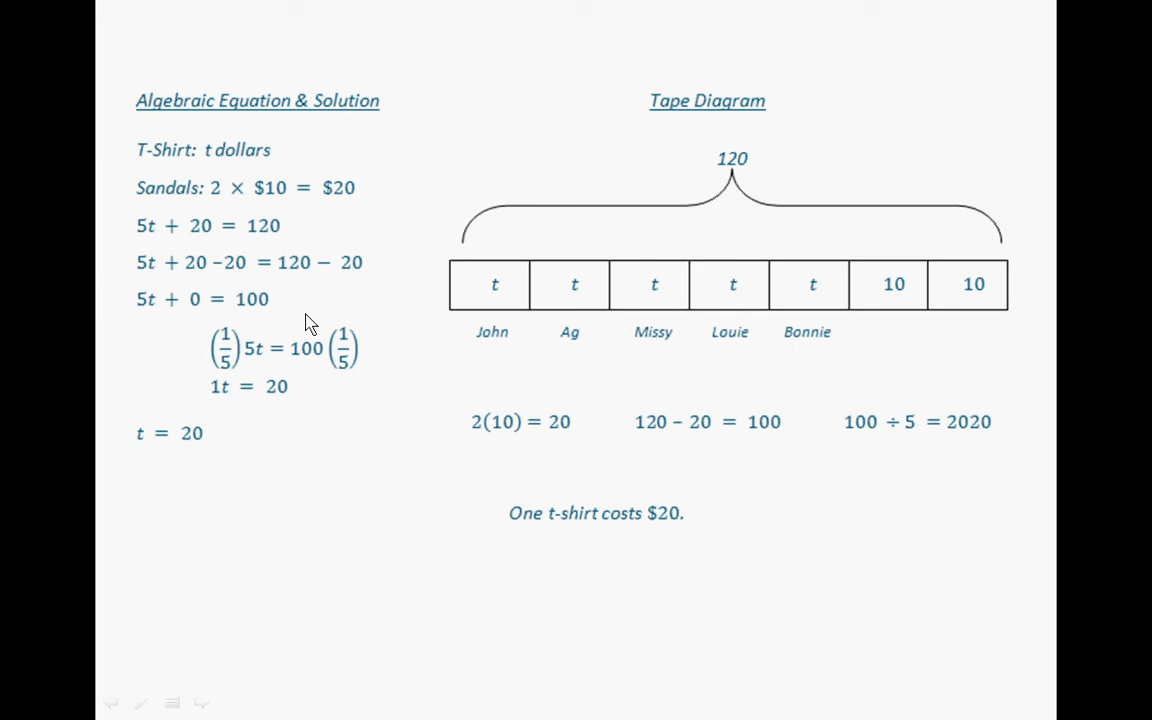 Algebraic Equation & Solution
T-Shirt: t dollars
Sandals: 2 × $10 = $20
5t + 20 = 120
5t + 20 –20 = 120 − 20
5t + 0 = 100
(1/5) 5t = 100 (1/5)
1t = 20
t = 20
Tape Diagram
120
t t t t t 10 10
John Ag Missy Louie Bonnie
2(10) = 20 120 – 20 = 100 100 ÷ 5 = 2020
One t-shirt costs $20.